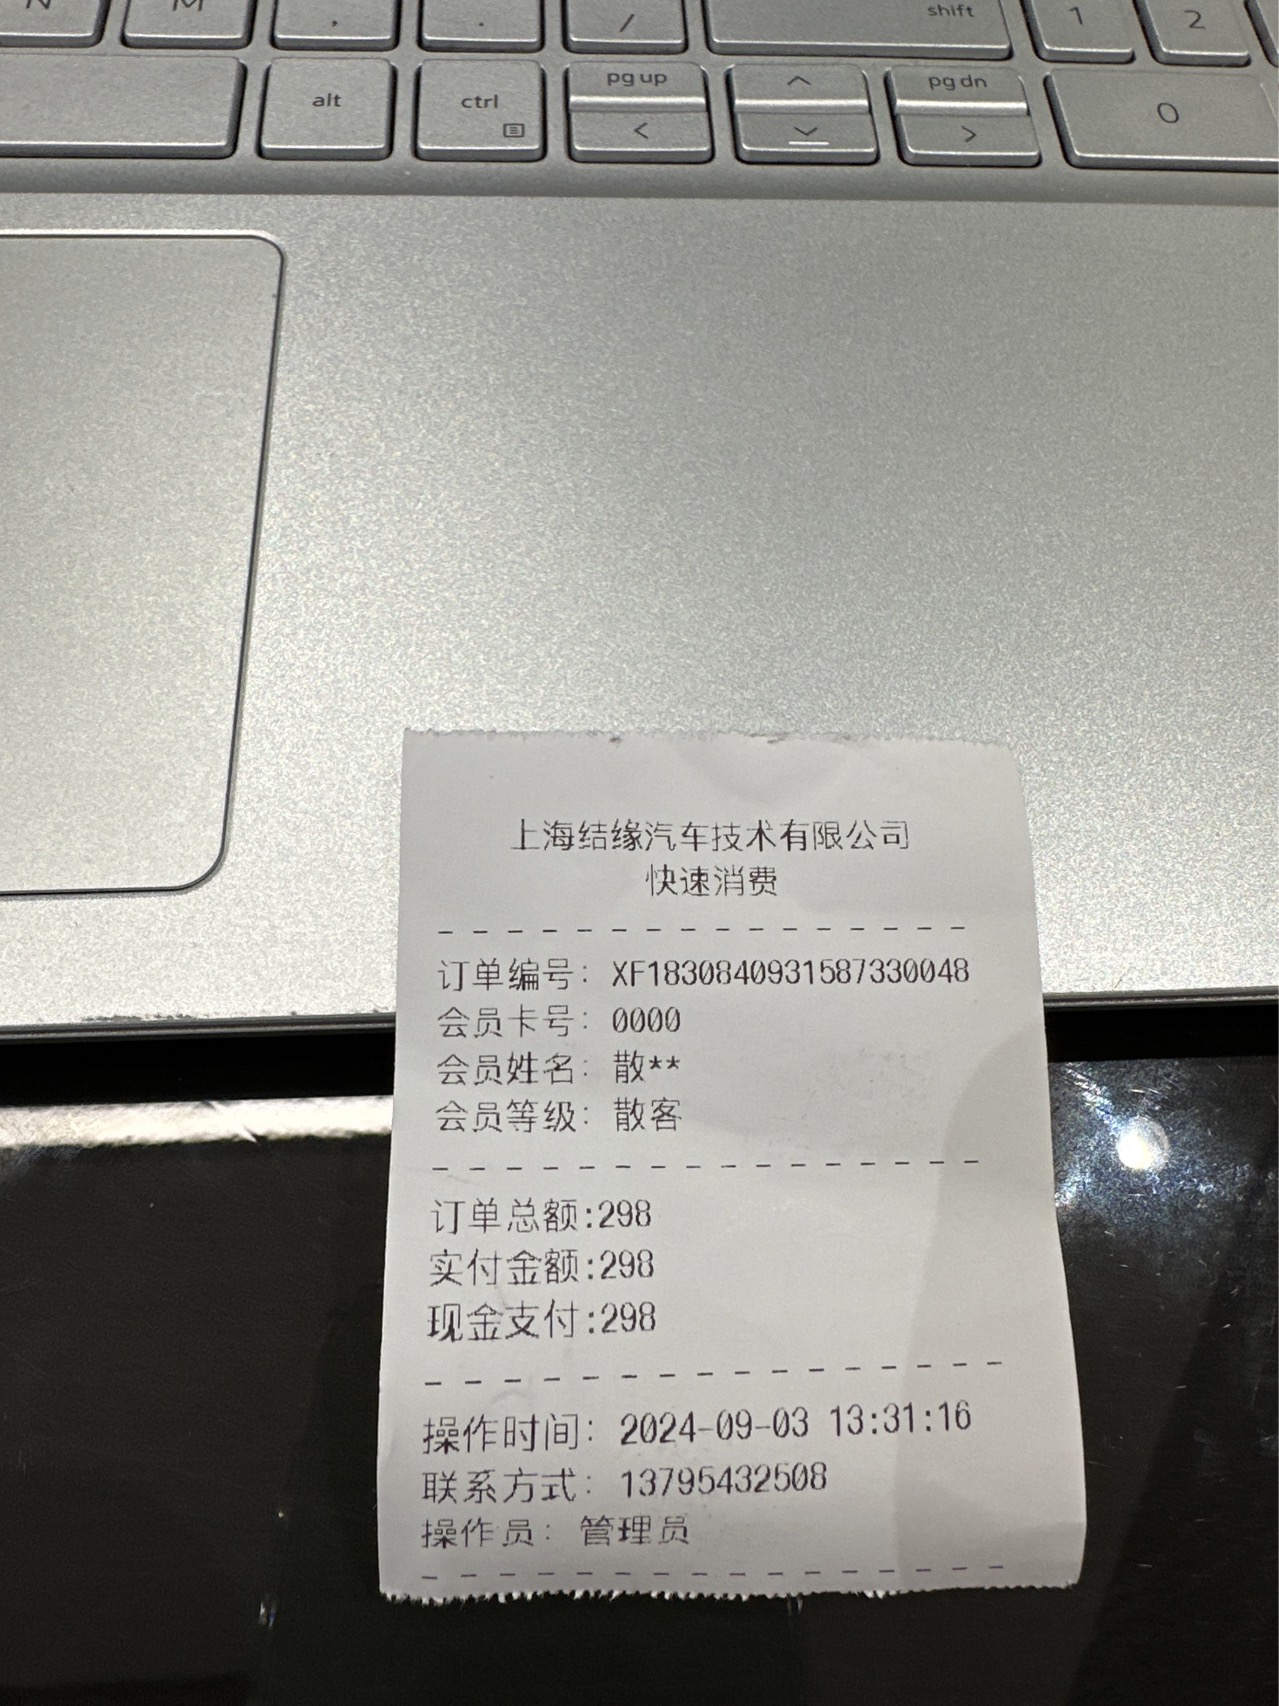 N M , . / shift 1 2
alt ctrl pg up pg dn 0
上海结缘汽车技术有限公司
快速消费
订单编号: XF1830840931587330048
会员卡号: 0000
会员姓名: 散**
会员等级: 散客
订单总额:298
实付金额:298
现金支付:298
操作时间: 2024-09-03 13:31:16
联系方式: 13795432508
操作员: 管理员